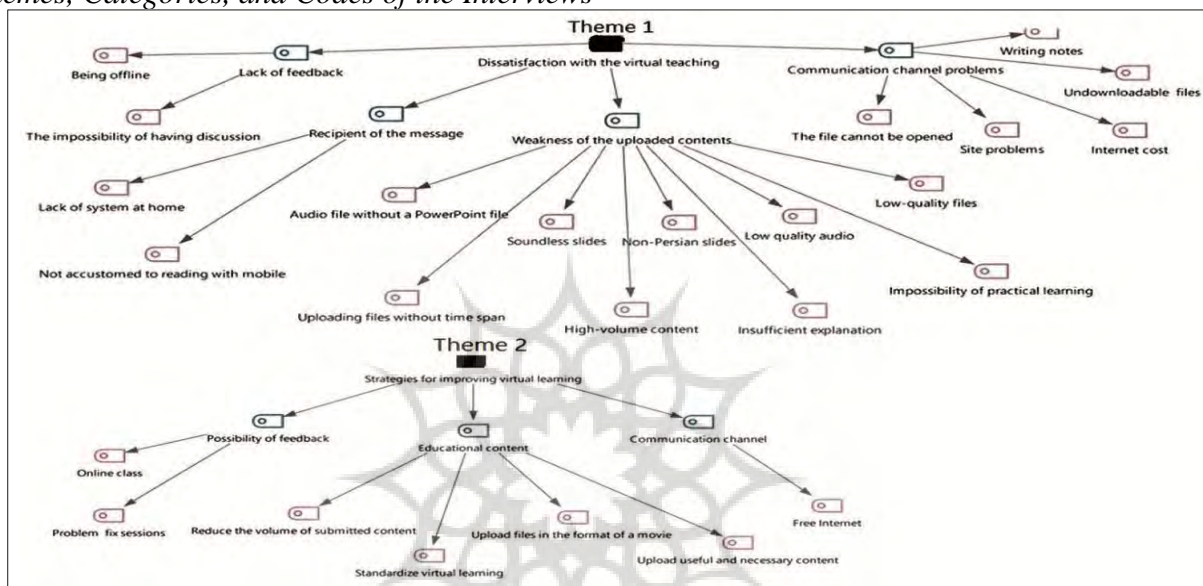 emes, Categories, and Codes of the Interviews
Theme 1
Dissatisfaction with the virtual teaching
Being offline
Lack of feedback
The impossibility of having discussion
Recipient of the message
Lack of system at home
Not accustomed to reading with mobile
Weakness of the uploaded contents
Audio file without a PowerPoint file
Uploading files without time span
Soundless slides
High-volume content
Non-Persian slides
Insufficient explanation
Low quality audio
Impossibility of practical learning
Low-quality files
Communication channel problems
Writing notes
Undownloadable files
The file cannot be opened
Site problems
Internet cost
Theme 2
Strategies for improving virtual learning
Possibility of feedback
Online class
Problem fix sessions
Educational content
Reduce the volume of submitted content
Standardize virtual learning
Upload files in the format of a movie
Upload useful and necessary content
Communication channel
Free Internet